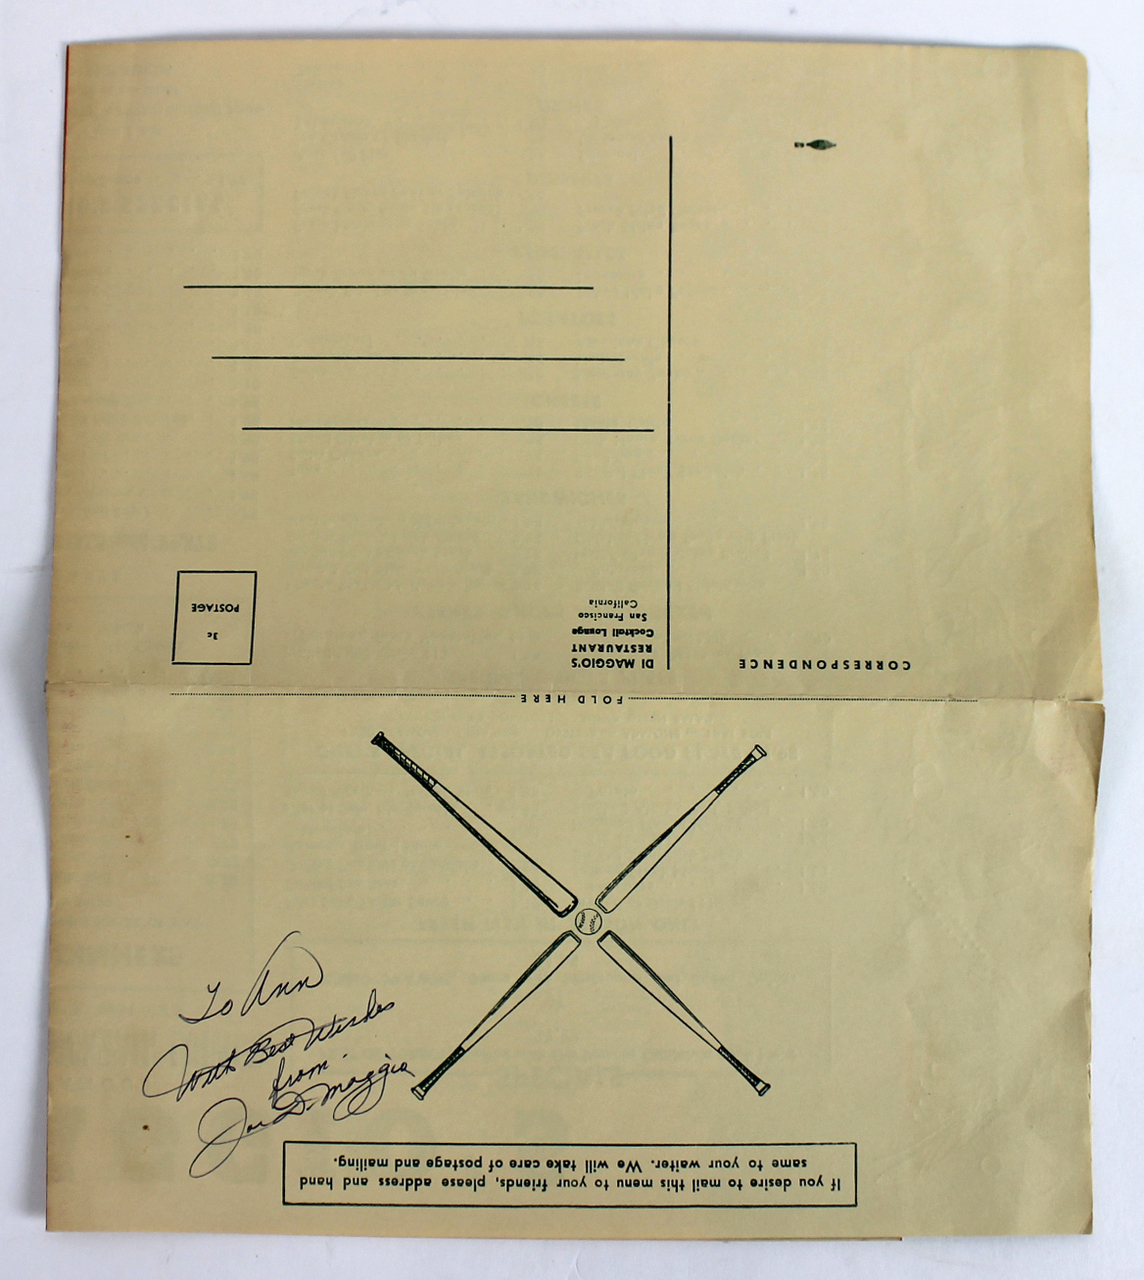 CORRESPONDENCE
DI MAGGIO'S
RESTAURANT
Cocktail Lounge
San Francisco
California
3c
POSTAGE
FOLD HERE
To Ann
With Best Wishes
from
Joe DiMaggio
If you desire to mail this menu to your friends, please address and hand
same to your waiter. We will take care of postage and mailing.